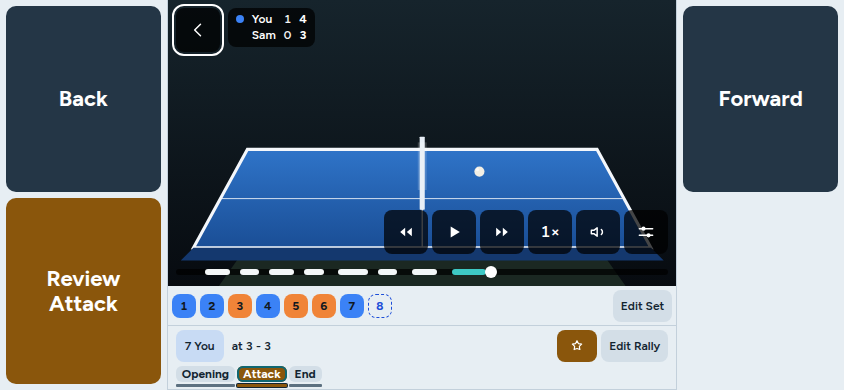 Back
Review
Attack
You 1 4
Sam 0 3
1×
1 2 3 4 5 6 7 8
Edit Set
7 You at 3 - 3
Edit Rally
Opening Attack End
Forward